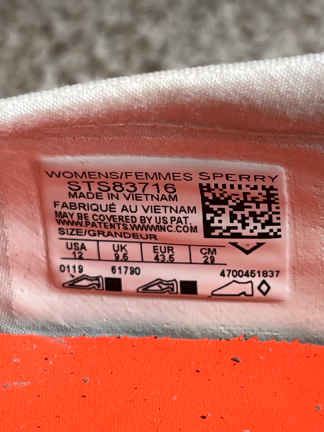 WOMENS/FEMMES SPERRY
STS83716
MADE IN VIETNAM
FABRIQUÉ AU VIETNAM
MAY BE COVERED BY US PAT.
WWW.PATENTS.WWWINC.COM
SIZE/GRANDEUR
USA UK EUR CM
12 9.5 43.5 29
0119 61790 4700451837